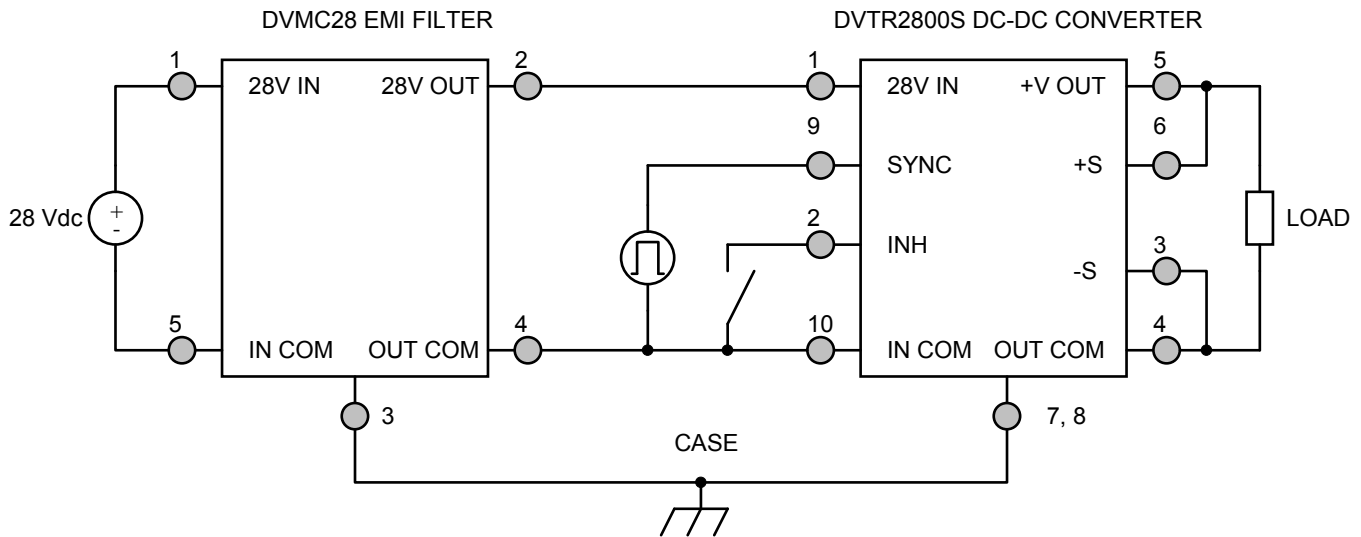 DVMC28 EMI FILTER
DVTR2800S DC-DC CONVERTER
1
28V IN
28V OUT
2
1
28V IN
+V OUT
5
9
SYNC
+S
6
28 Vdc
+
-
2
INH
-S
3
LOAD
5
IN COM
OUT COM
4
10
IN COM
OUT COM
4
3
CASE
7, 8